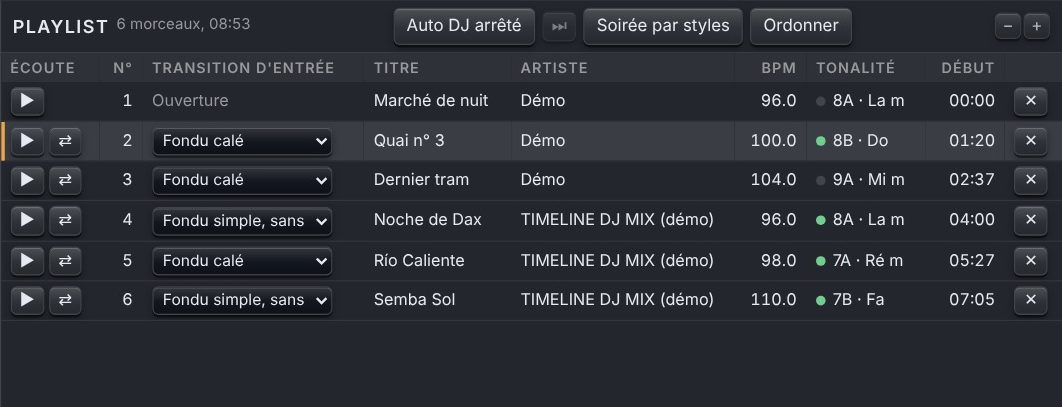 PLAYLIST 6 morceaux, 08:53 Auto DJ arrêté ⏭ Soirée par styles Ordonner − +
ÉCOUTE N° TRANSITION D'ENTRÉE TITRE ARTISTE BPM TONALITÉ DÉBUT
1 Ouverture Marché de nuit Démo 96.0 8A · La m 00:00 ✕
2 Fondu calé Quai n° 3 Démo 100.0 8B · Do 01:20 ✕
3 Fondu calé Dernier tram Démo 104.0 9A · Mi m 02:37 ✕
4 Fondu simple, sans Noche de Dax TIMELINE DJ MIX (démo) 96.0 8A · La m 04:00 ✕
5 Fondu calé Río Caliente TIMELINE DJ MIX (démo) 98.0 7A · Ré m 05:27 ✕
6 Fondu simple, sans Semba Sol TIMELINE DJ MIX (démo) 110.0 7B · Fa 07:05 ✕